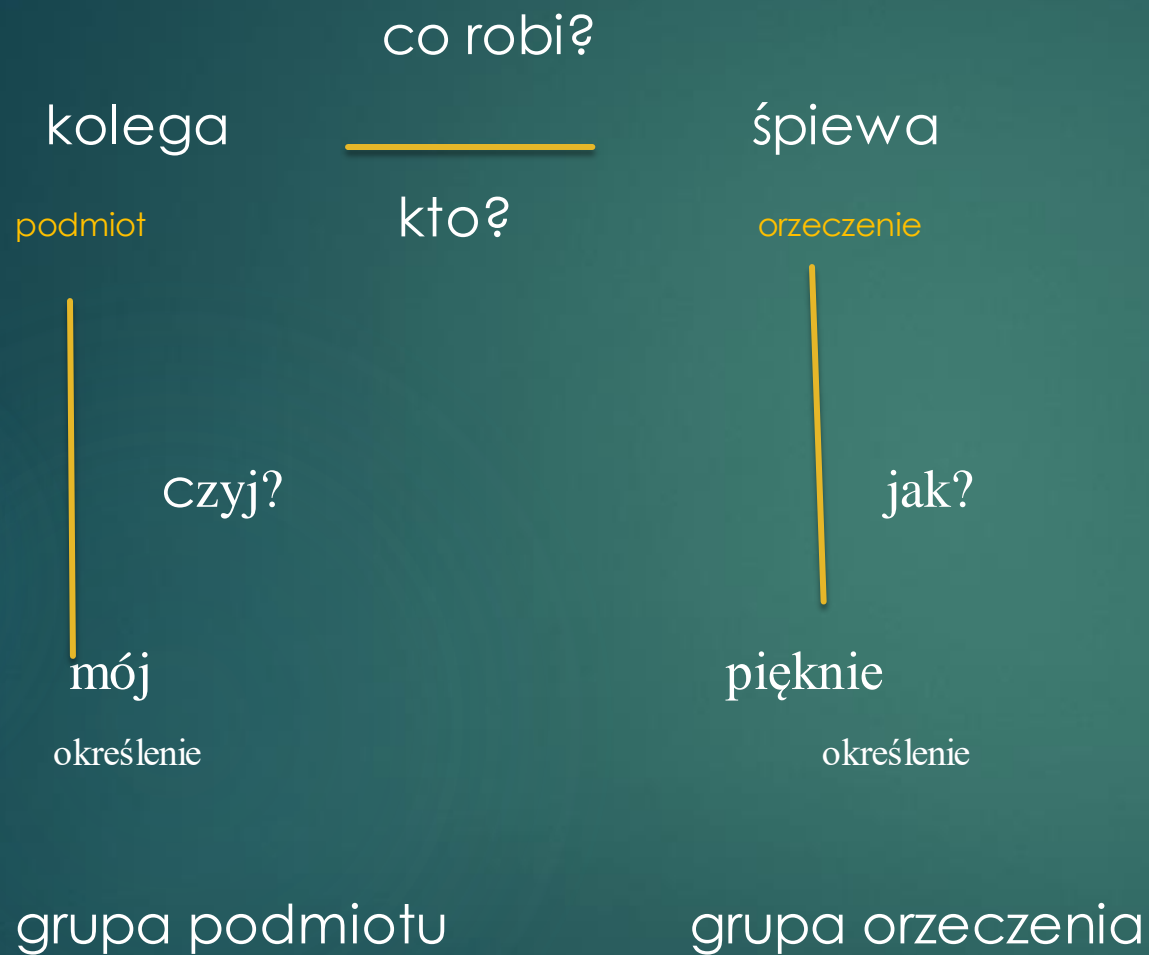 co robi?
kolega śpiewa
kto?
podmiot orzeczenie
czyj? jak?
mój pięknie
określenie określenie
grupa podmiotu grupa orzeczenia